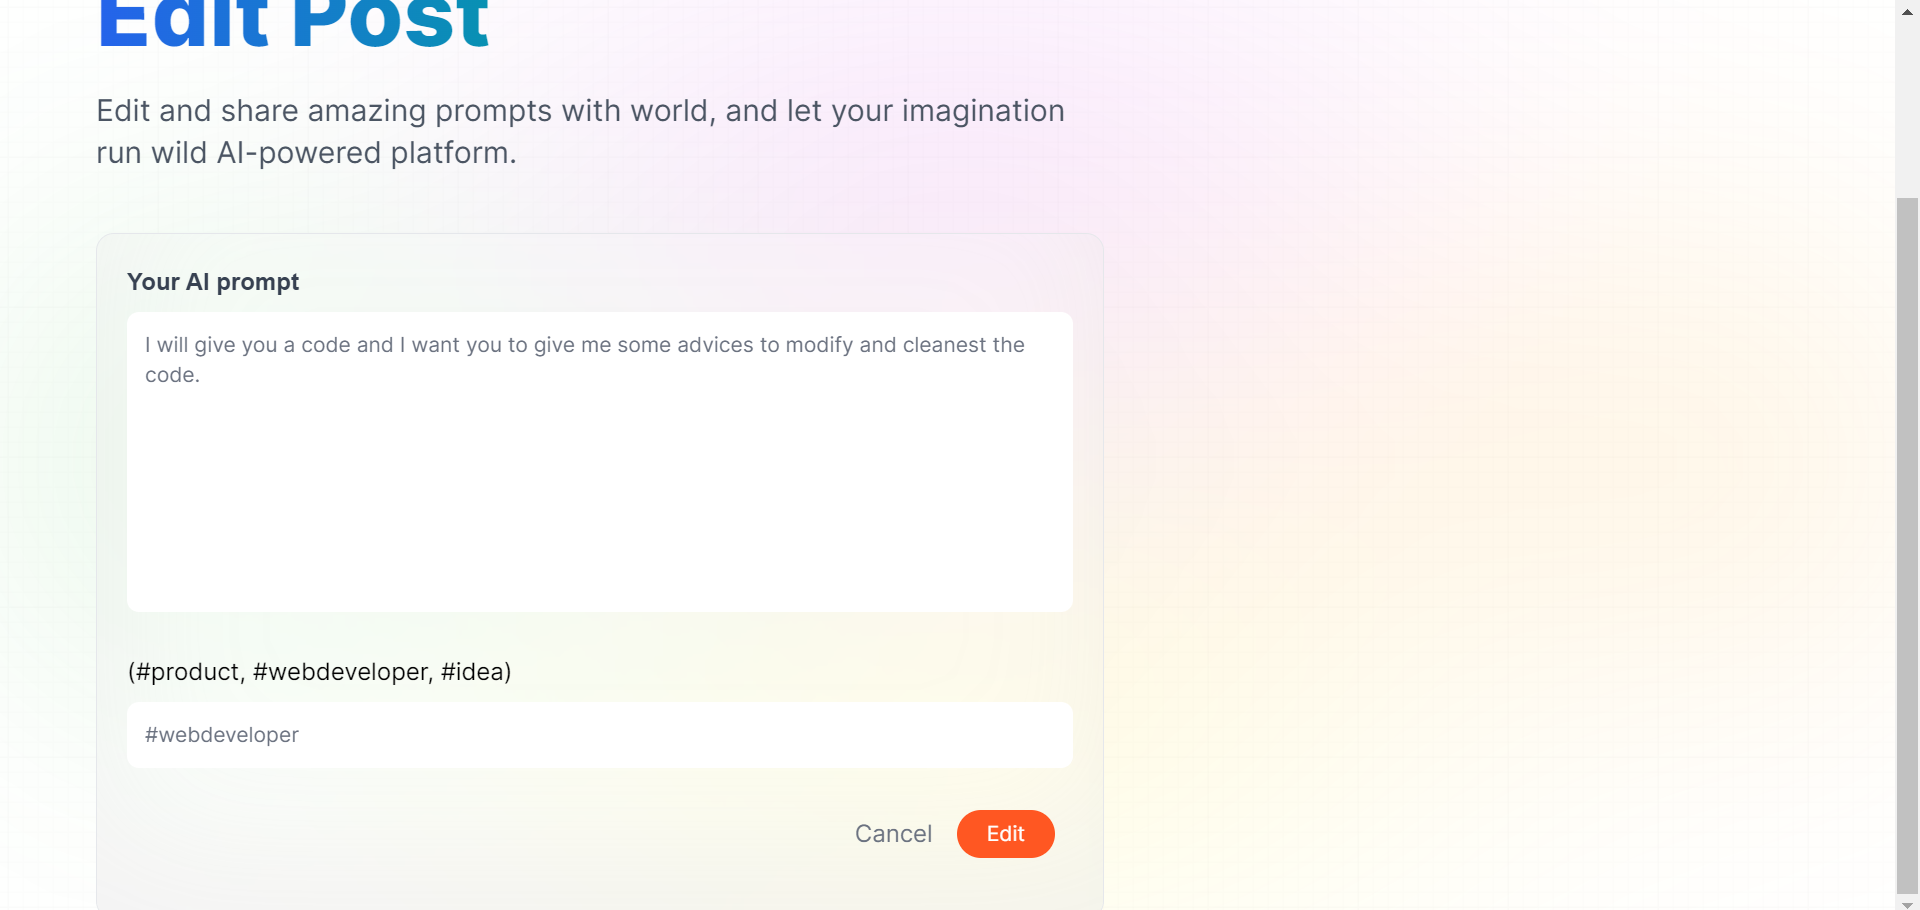 Edit Post
Edit and share amazing prompts with world, and let your imagination
run wild AI-powered platform.
Your AI prompt
I will give you a code and I want you to give me some advices to modify and cleanest the
code.
(#product, #webdeveloper, #idea)
#webdeveloper
Cancel
Edit